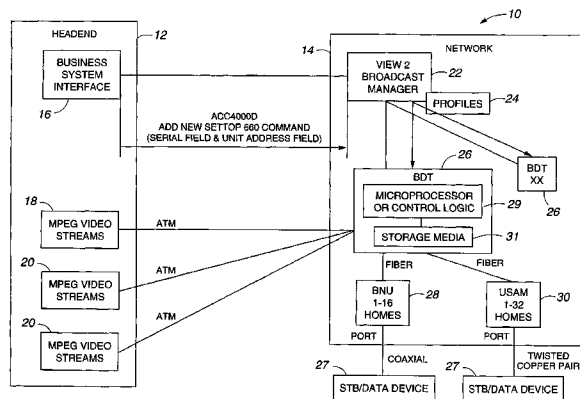 10
HEADEND
12
BUSINESS
SYSTEM
INTERFACE
16
ACC4000D
ADD NEW SETTOP 660 COMMAND
(SERIAL FIELD & UNIT ADDRESS FIELD)
18
MPEG VIDEO
STREAMS
ATM
20
MPEG VIDEO
STREAMS
ATM
20
MPEG VIDEO
STREAMS
ATM
14
NETWORK
VIEW 2
BROADCAST
MANAGER
22
PROFILES
24
26
BDT
MICROPROCESSOR
OR CONTROL LOGIC
29
STORAGE MEDIA
31
BDT
XX
26
FIBER
FIBER
BNU
1-16
HOMES
28
USAM
1-32
HOMES
30
PORT
PORT
COAXIAL
TWISTED
COPPER PAIR
27
STB/DATA DEVICE
27
STB/DATA DEVICE